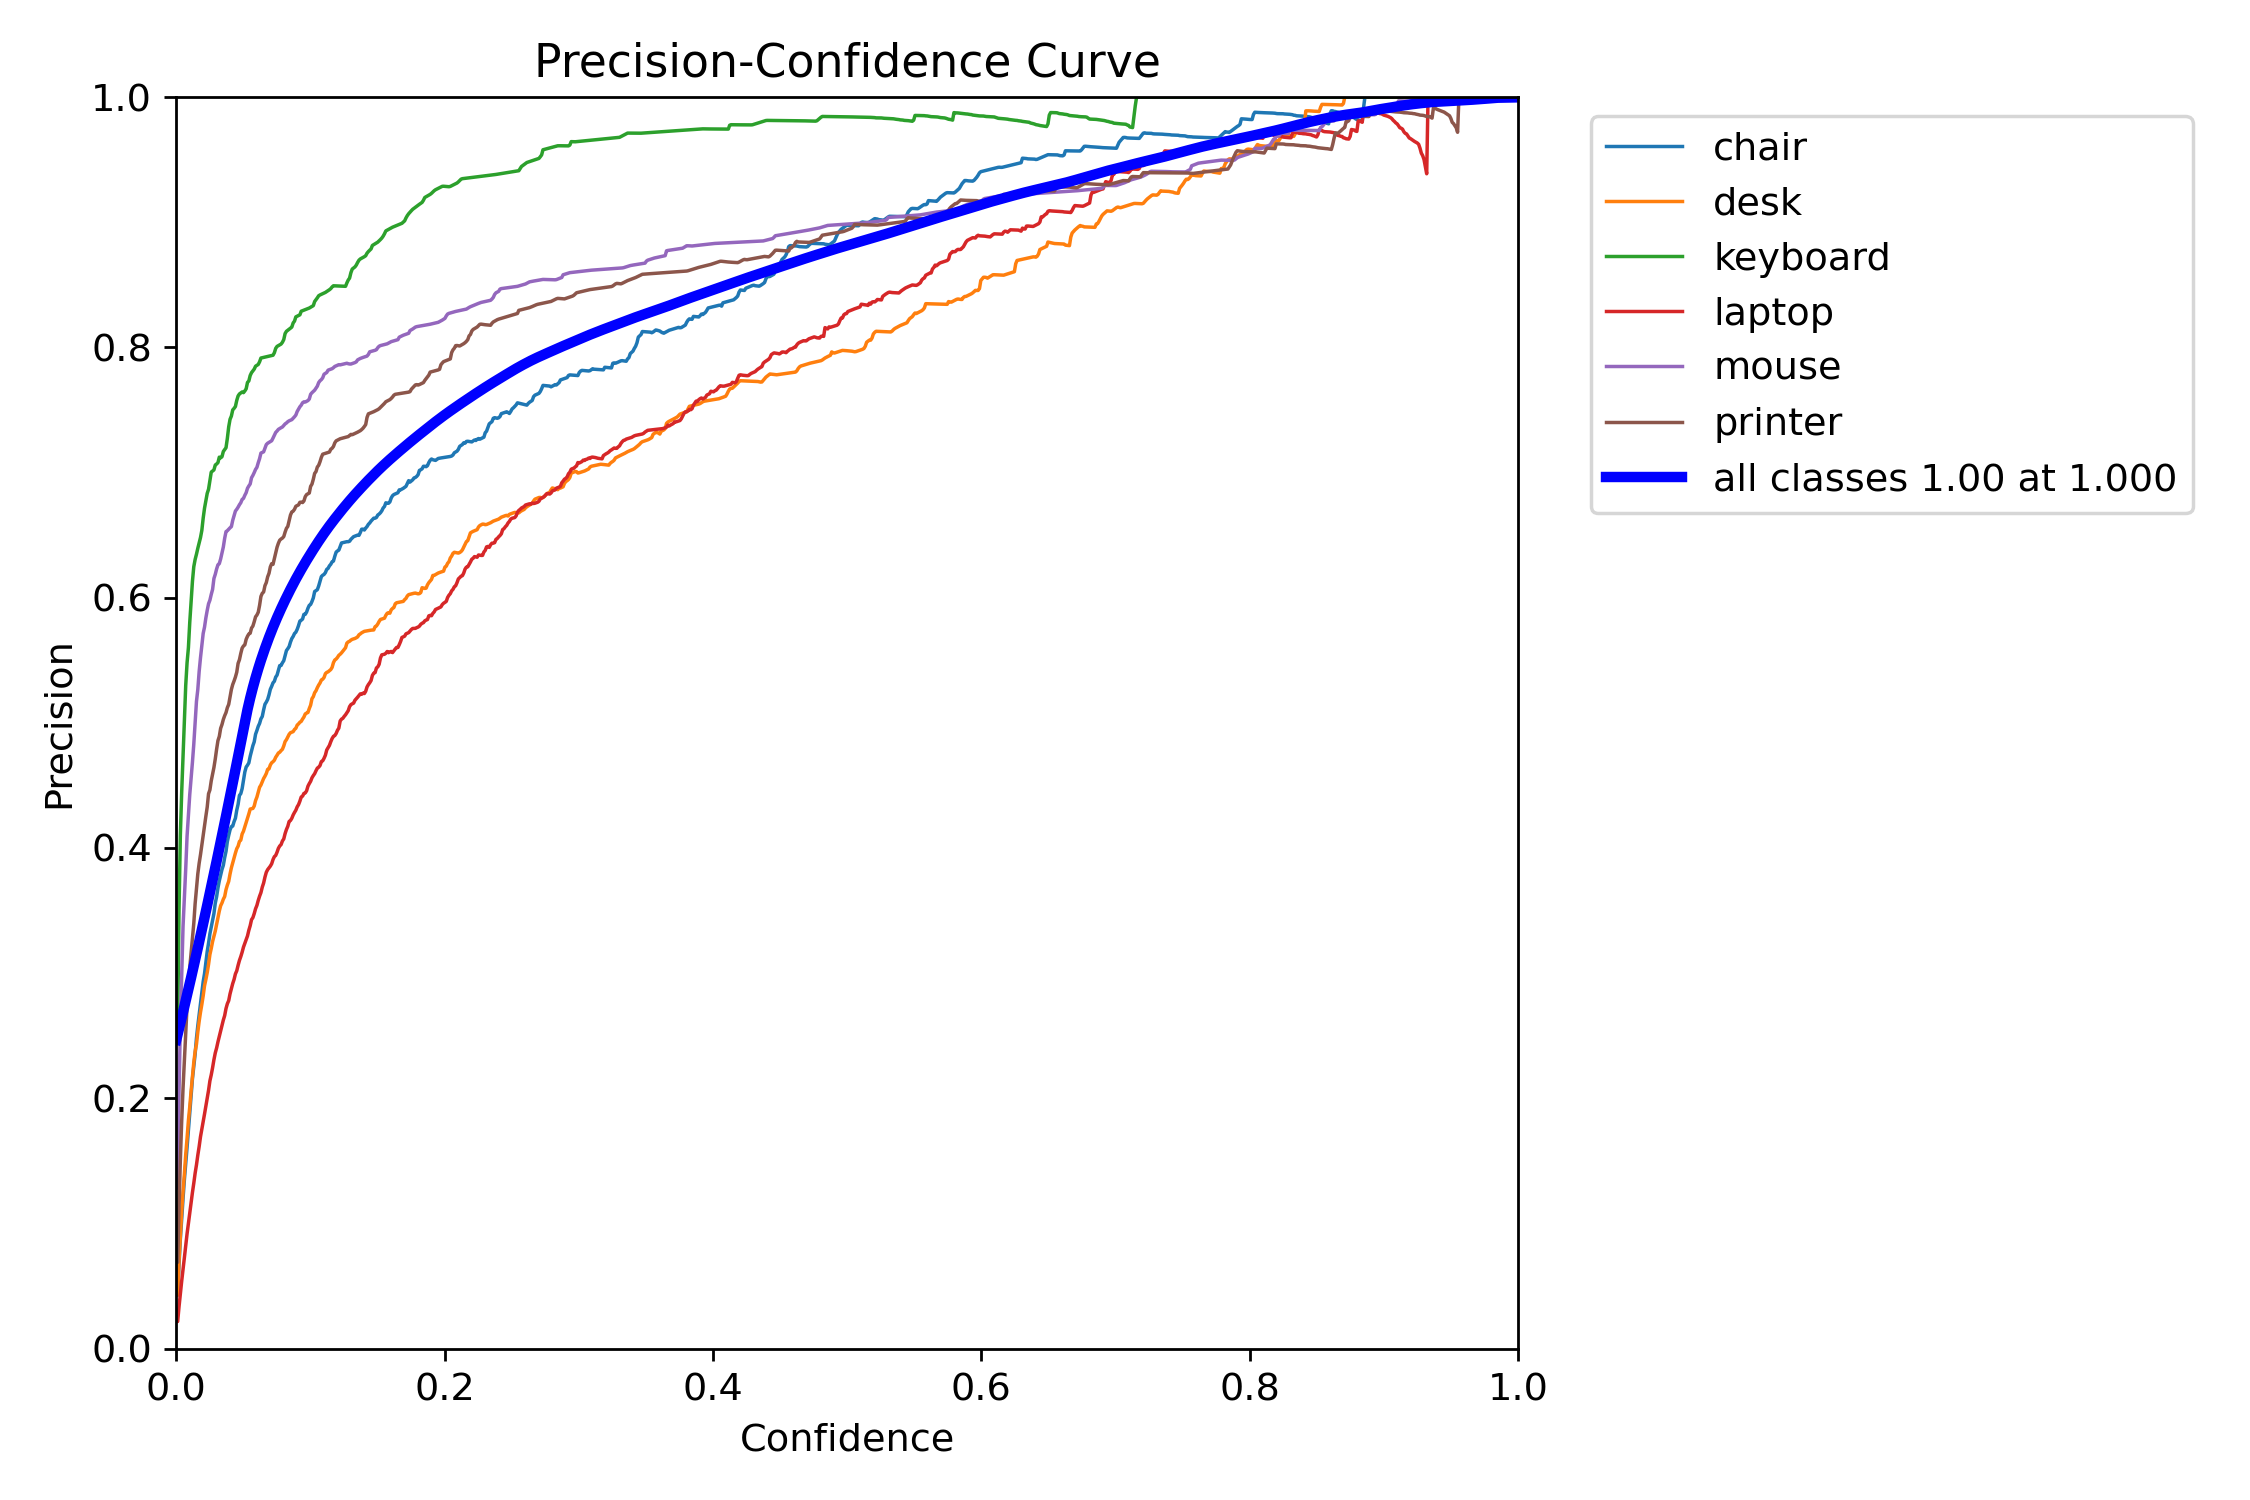 Precision-Confidence Curve
1.0
0.8
0.6
0.4
0.2
0.0
Precision
0.0 0.2 0.4 0.6 0.8 1.0
Confidence
chair
desk
keyboard
laptop
mouse
printer
all classes 1.00 at 1.000